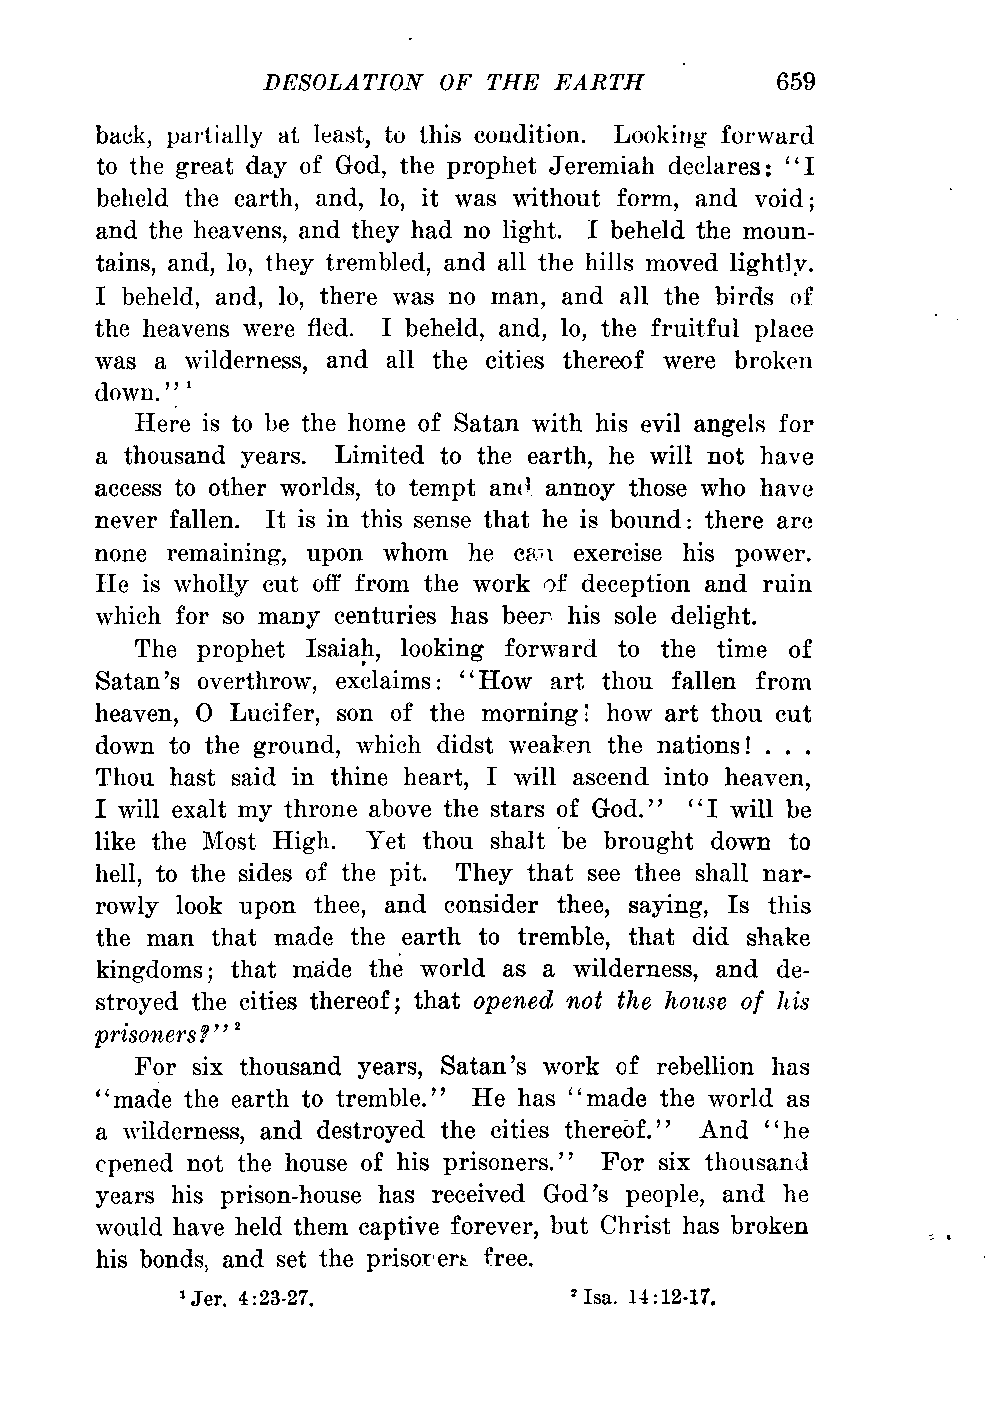 DESOLATION OF THE EARTH 659
back, partially at least, to this condition. Looking forward
to the great day of God, the prophet Jeremiah declares: "I
beheld the earth, and, lo, it was without form, and void;
and the heavens, and they had no light. I beheld the moun-
tains, and, lo, they trembled, and all the hills moved lightly.
I beheld, and, lo, there was no man, and all the birds of
the heavens were fled. I beheld, and, lo, the fruitful place
was a wilderness, and all the cities thereof were broken
down."¹
Here is to be the home of Satan with his evil angels for
a thousand years. Limited to the earth, he will not have
access to other worlds, to tempt and annoy those who have
never fallen. It is in this sense that he is bound: there are
none remaining, upon whom he can exercise his power.
He is wholly cut off from the work of deception and ruin
which for so many centuries has been his sole delight.
The prophet Isaiah, looking forward to the time of
Satan's overthrow, exclaims: "How art thou fallen from
heaven, O Lucifer, son of the morning! how art thou cut
down to the ground, which didst weaken the nations! . . .
Thou hast said in thine heart, I will ascend into heaven,
I will exalt my throne above the stars of God." "I will be
like the Most High. Yet thou shalt be brought down to
hell, to the sides of the pit. They that see thee shall nar-
rowly look upon thee, and consider thee, saying, Is this
the man that made the earth to tremble, that did shake
kingdoms; that made the world as a wilderness, and de-
stroyed the cities thereof; that opened not the house of his
prisoners?"²
For six thousand years, Satan's work of rebellion has
"made the earth to tremble." He has "made the world as
a wilderness, and destroyed the cities thereof." And "he
opened not the house of his prisoners." For six thousand
years his prison-house has received God's people, and he
would have held them captive forever, but Christ has broken
his bonds, and set the prisoners free.
¹ Jer. 4:23-27. ² Isa. 14:12-17.